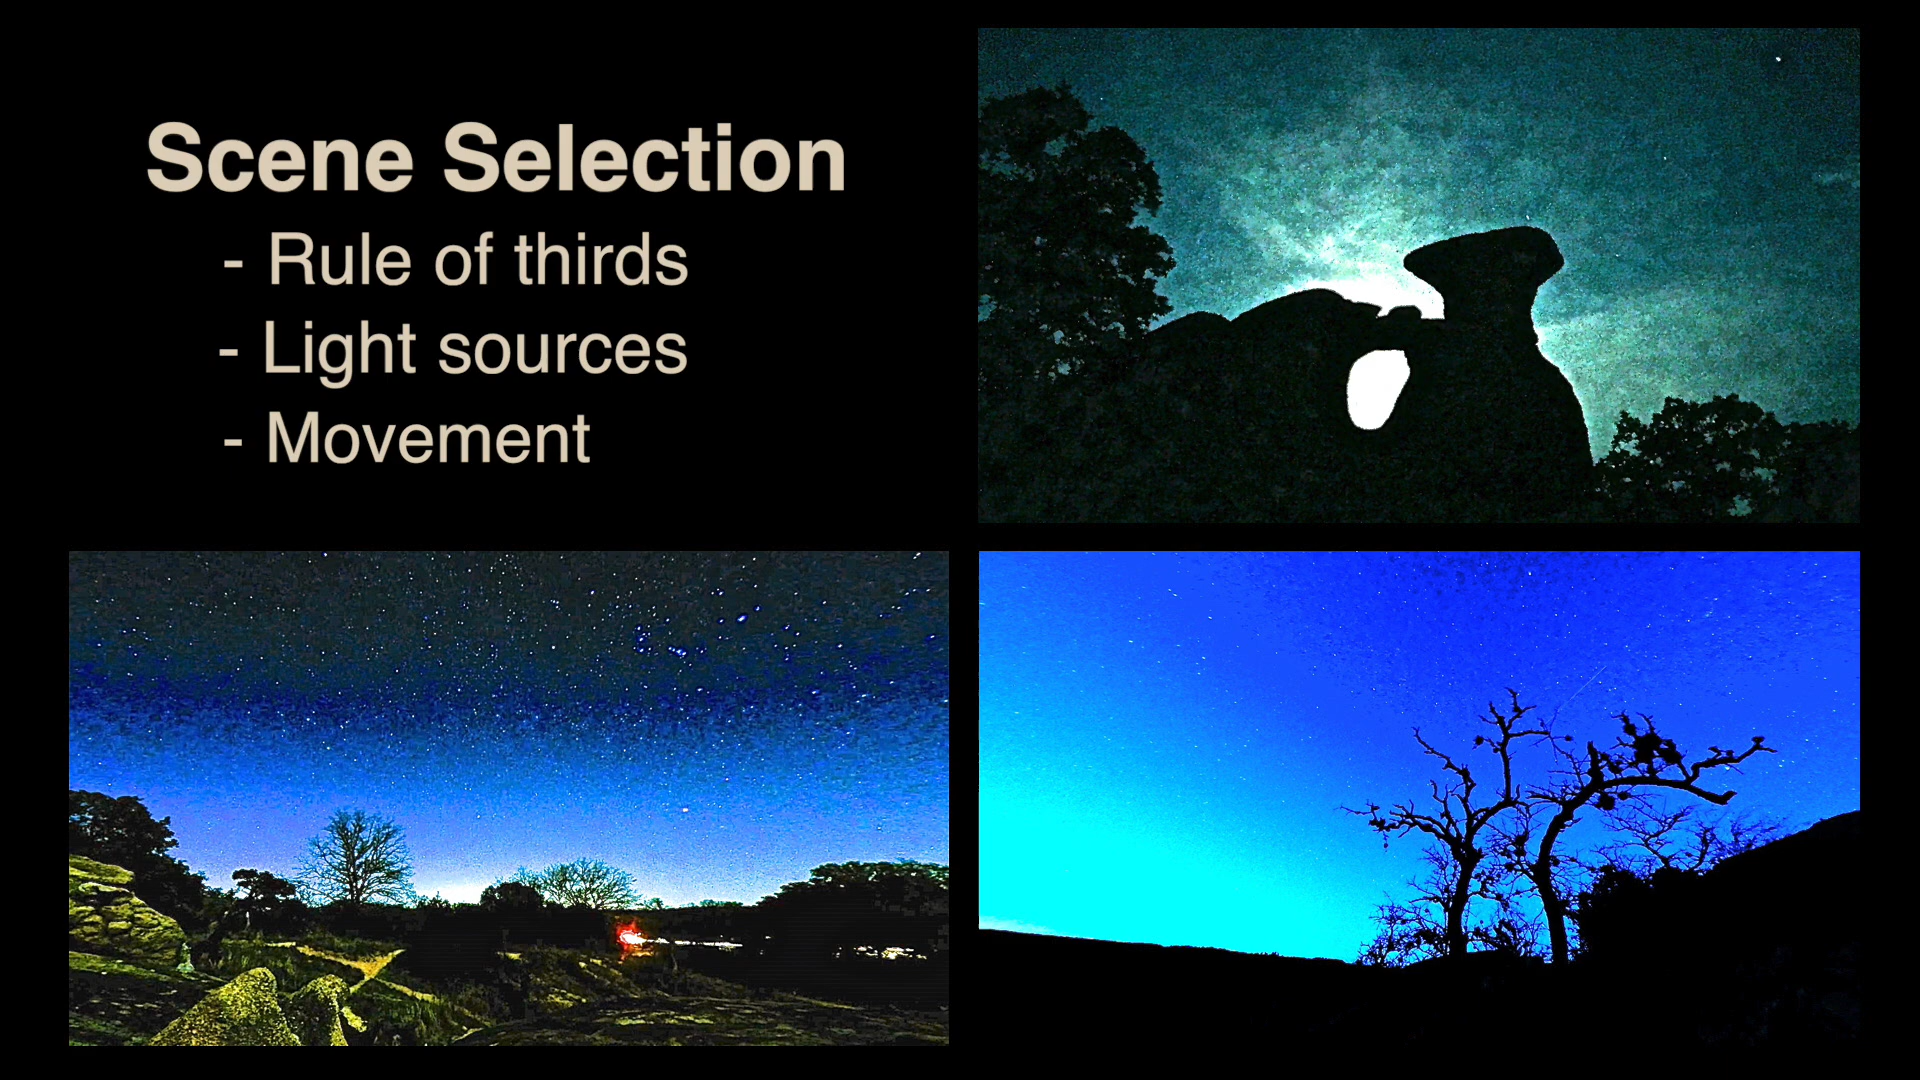 Scene Selection
- Rule of thirds
- Light sources
- Movement